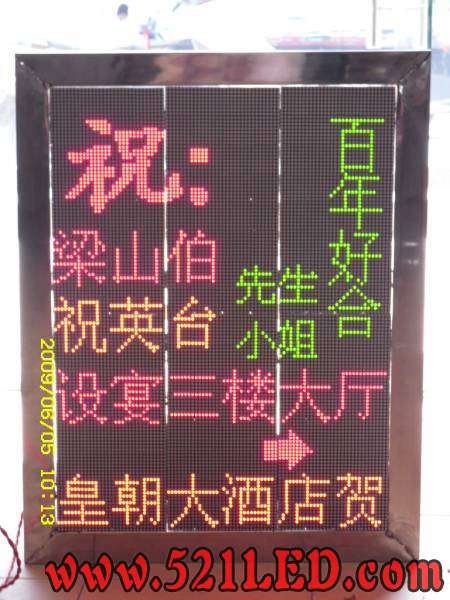 祝:
百年好合
梁山伯
先生
祝英台
小姐
设宴三楼大厅
皇朝大酒店贺
2009/06/05 10:13
www.521LED.com